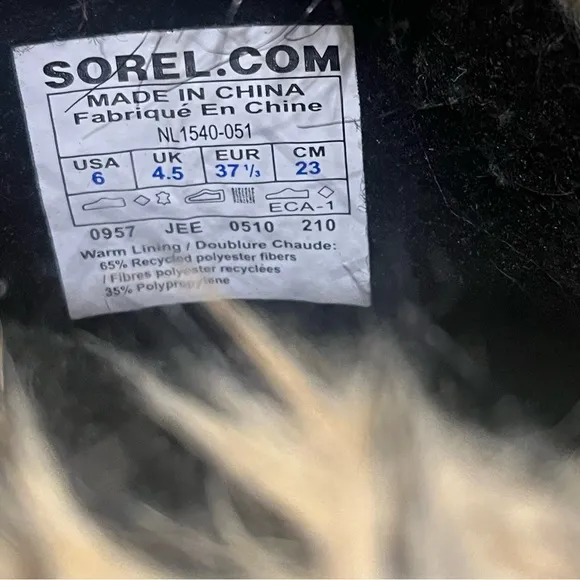 SOREL.COM
MADE IN CHINA
Fabriqué En Chine
NL1540-051
USA UK EUR CM
6 4.5 37 1/3 23
ECA-1
0957 JEE 0510 210
Warm Lining / Doublure Chaude:
65% Recycled polyester fibers
/ Fibres polyester recyclées
35% Polypropylene